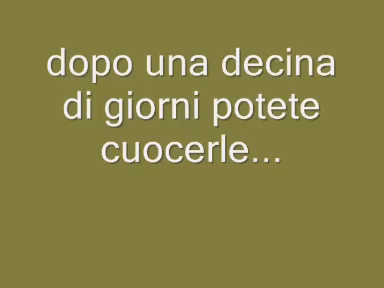 dopo una decina
di giorni potete
cuocerle...